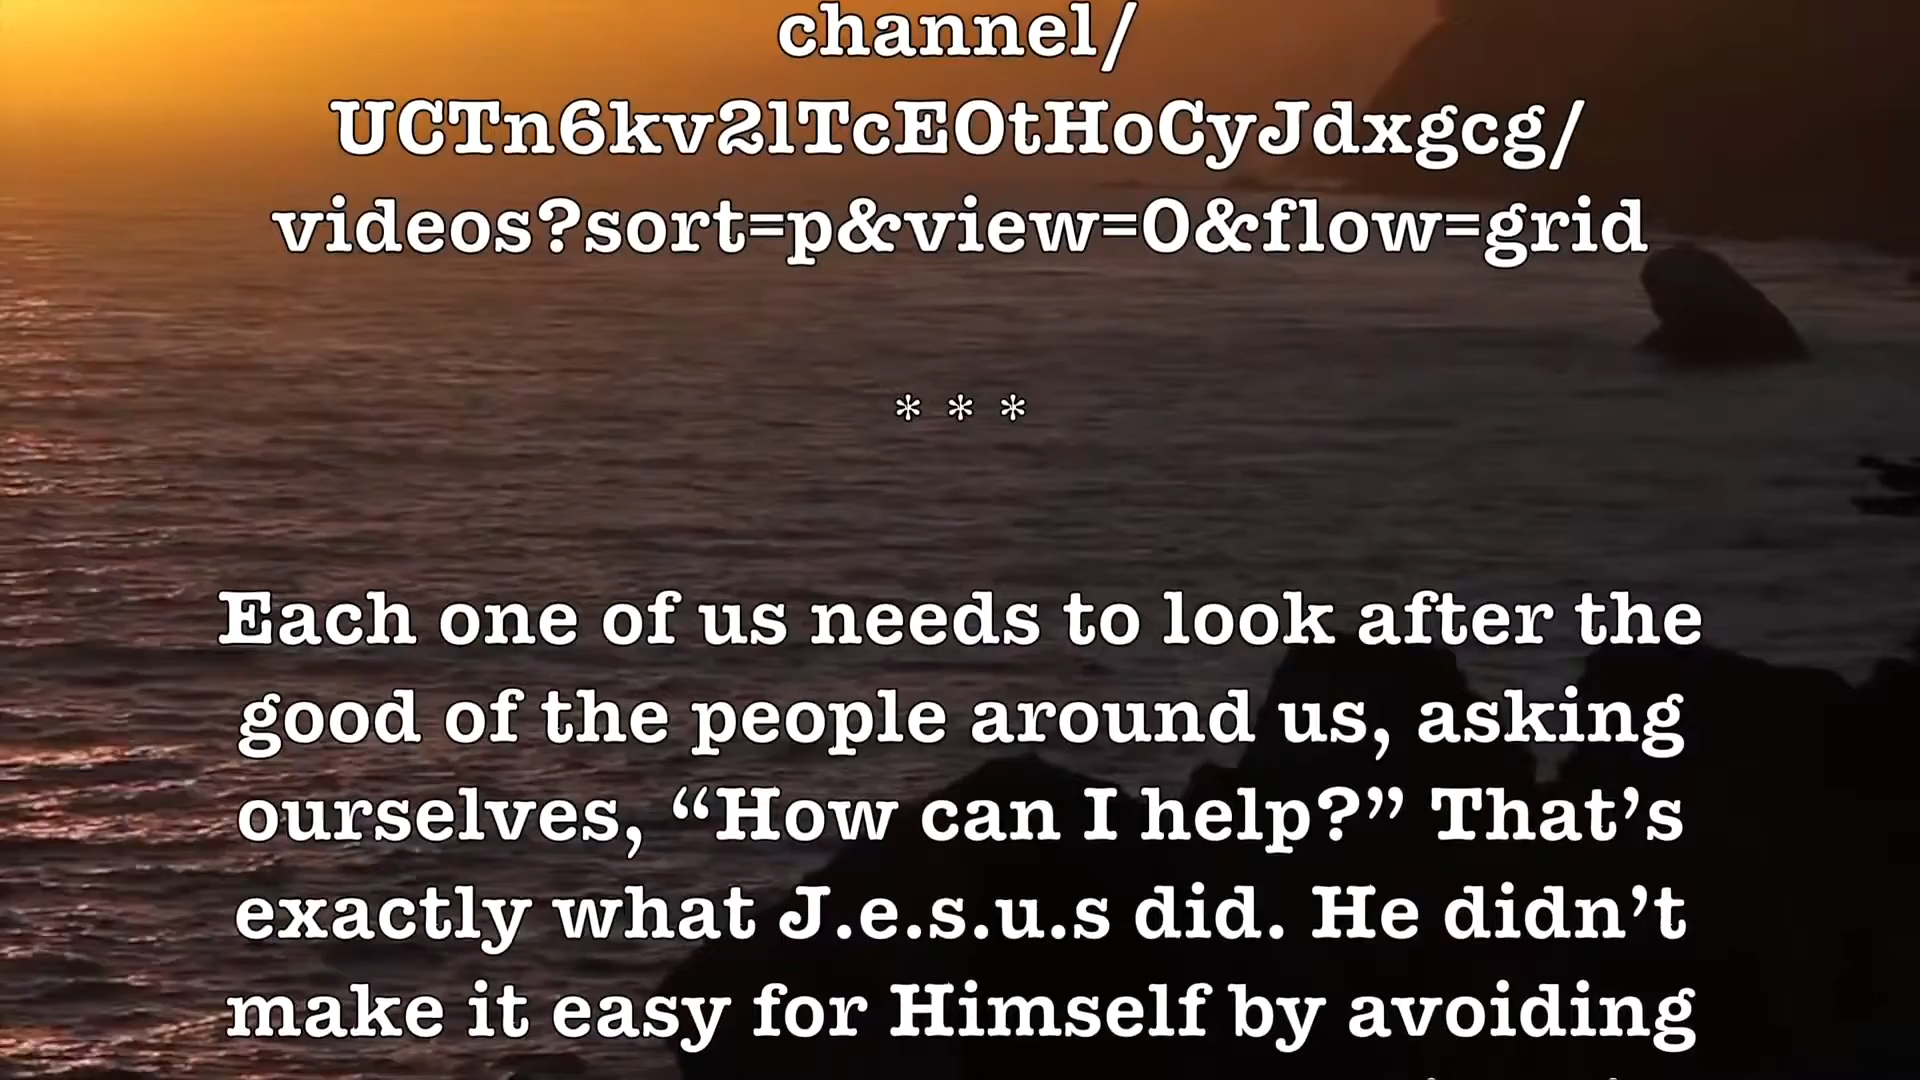 channel/
UCTn6kv2lTcEOtHoCyJdxgcg/
videos?sort=p&view=0&flow=grid
* * *
Each one of us needs to look after the
good of the people around us, asking
ourselves, “How can I help?” That’s
exactly what J.e.s.u.s did. He didn’t
make it easy for Himself by avoiding